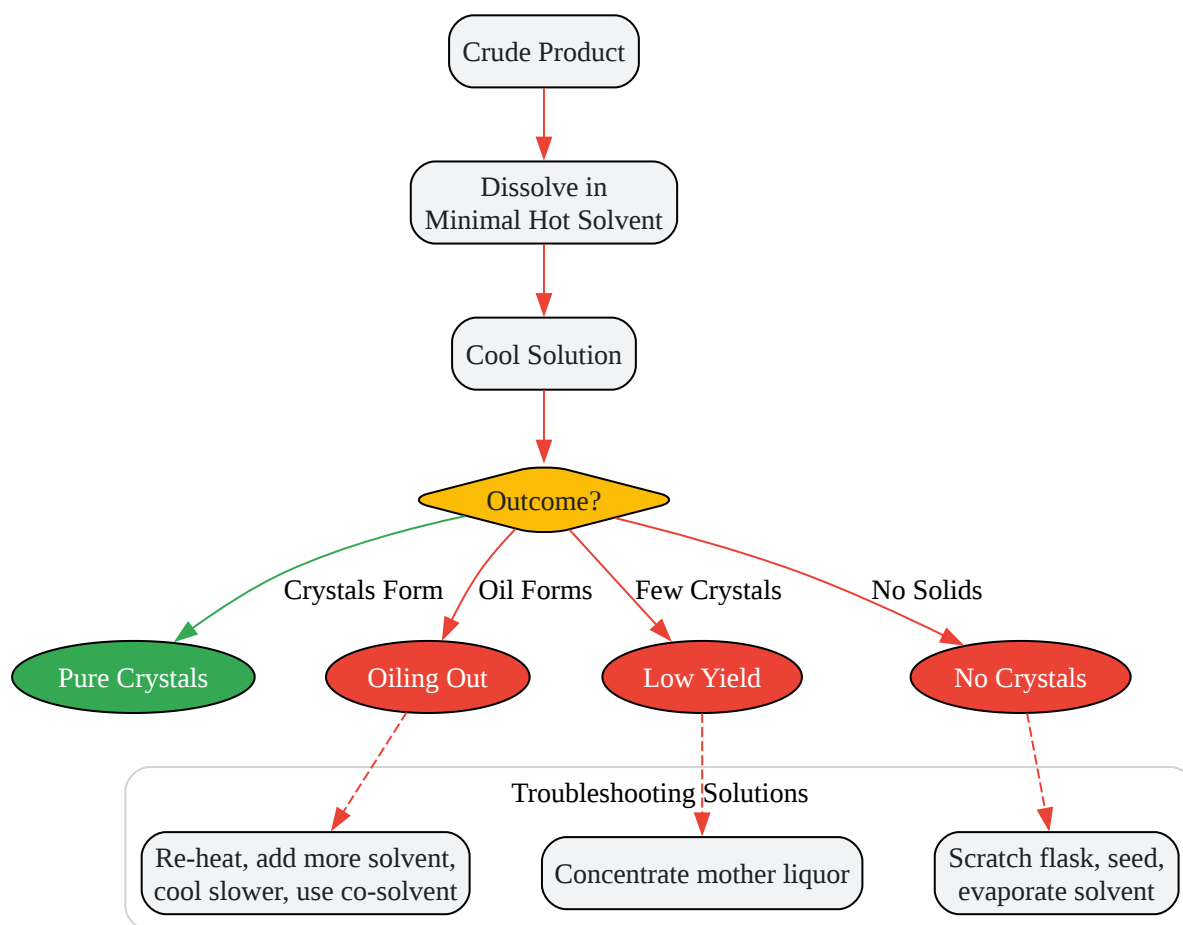 Crude Product
Dissolve in
Minimal Hot Solvent
Cool Solution
Outcome?
Crystals Form
Oil Forms
Few Crystals
No Solids
Pure Crystals
Oiling Out
Low Yield
No Crystals
Troubleshooting Solutions
Re-heat, add more solvent,
cool slower, use co-solvent
Concentrate mother liquor
Scratch flask, seed,
evaporate solvent